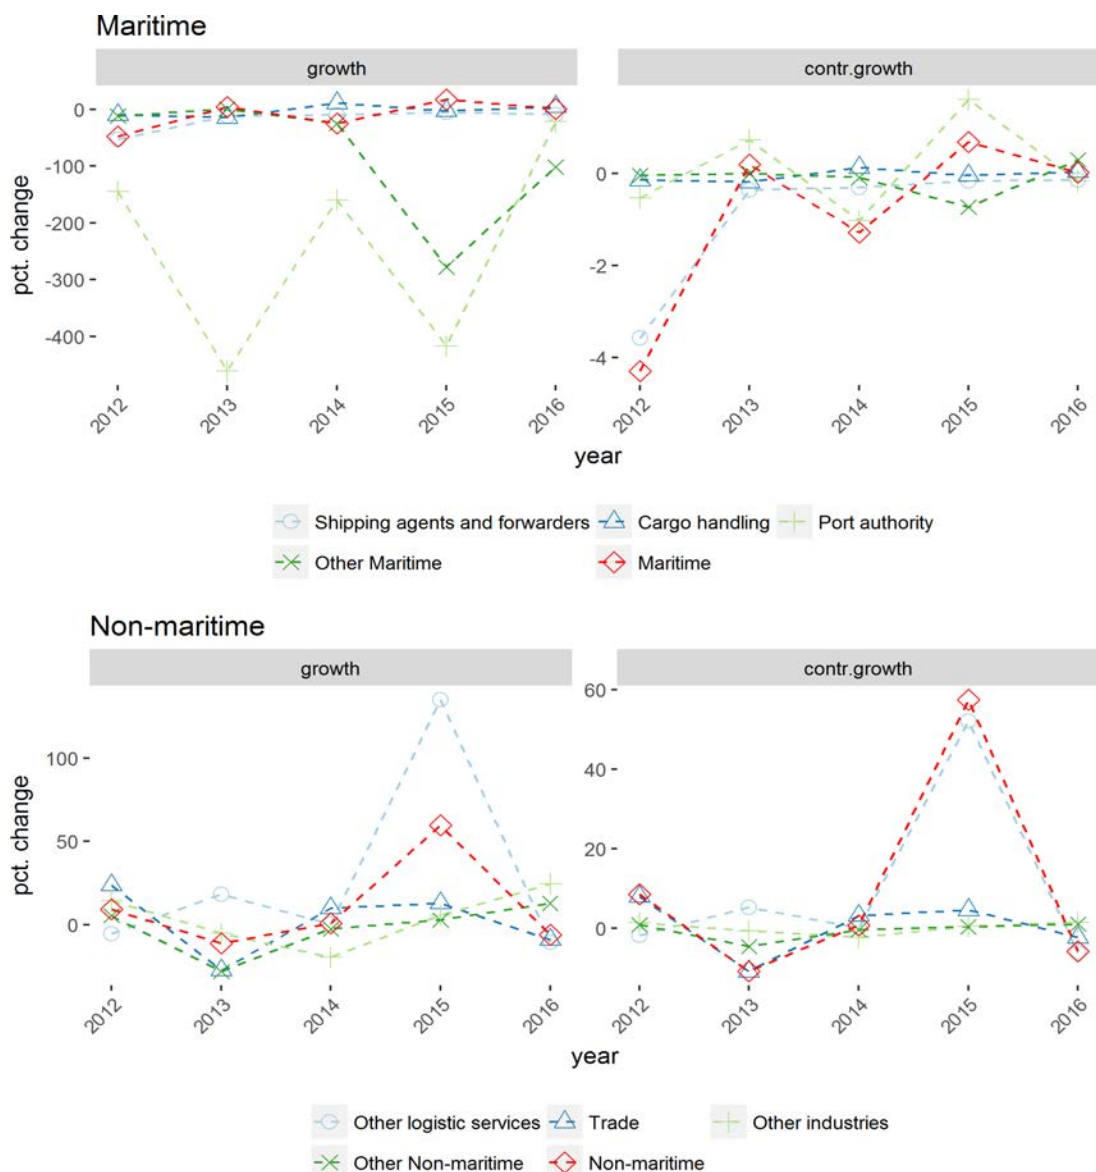 Maritime
growth
contr.growth
pct. change
0
-100
-200
-300
-400
0
-2
-4
2012
2013
2014
2015
2016
2012
2013
2014
2015
2016
year
Shipping agents and forwarders
Cargo handling
Port authority
Other Maritime
Maritime
Non-maritime
growth
contr.growth
pct. change
100
50
0
60
40
20
0
2012
2013
2014
2015
2016
2012
2013
2014
2015
2016
year
Other logistic services
Trade
Other industries
Other Non-maritime
Non-maritime